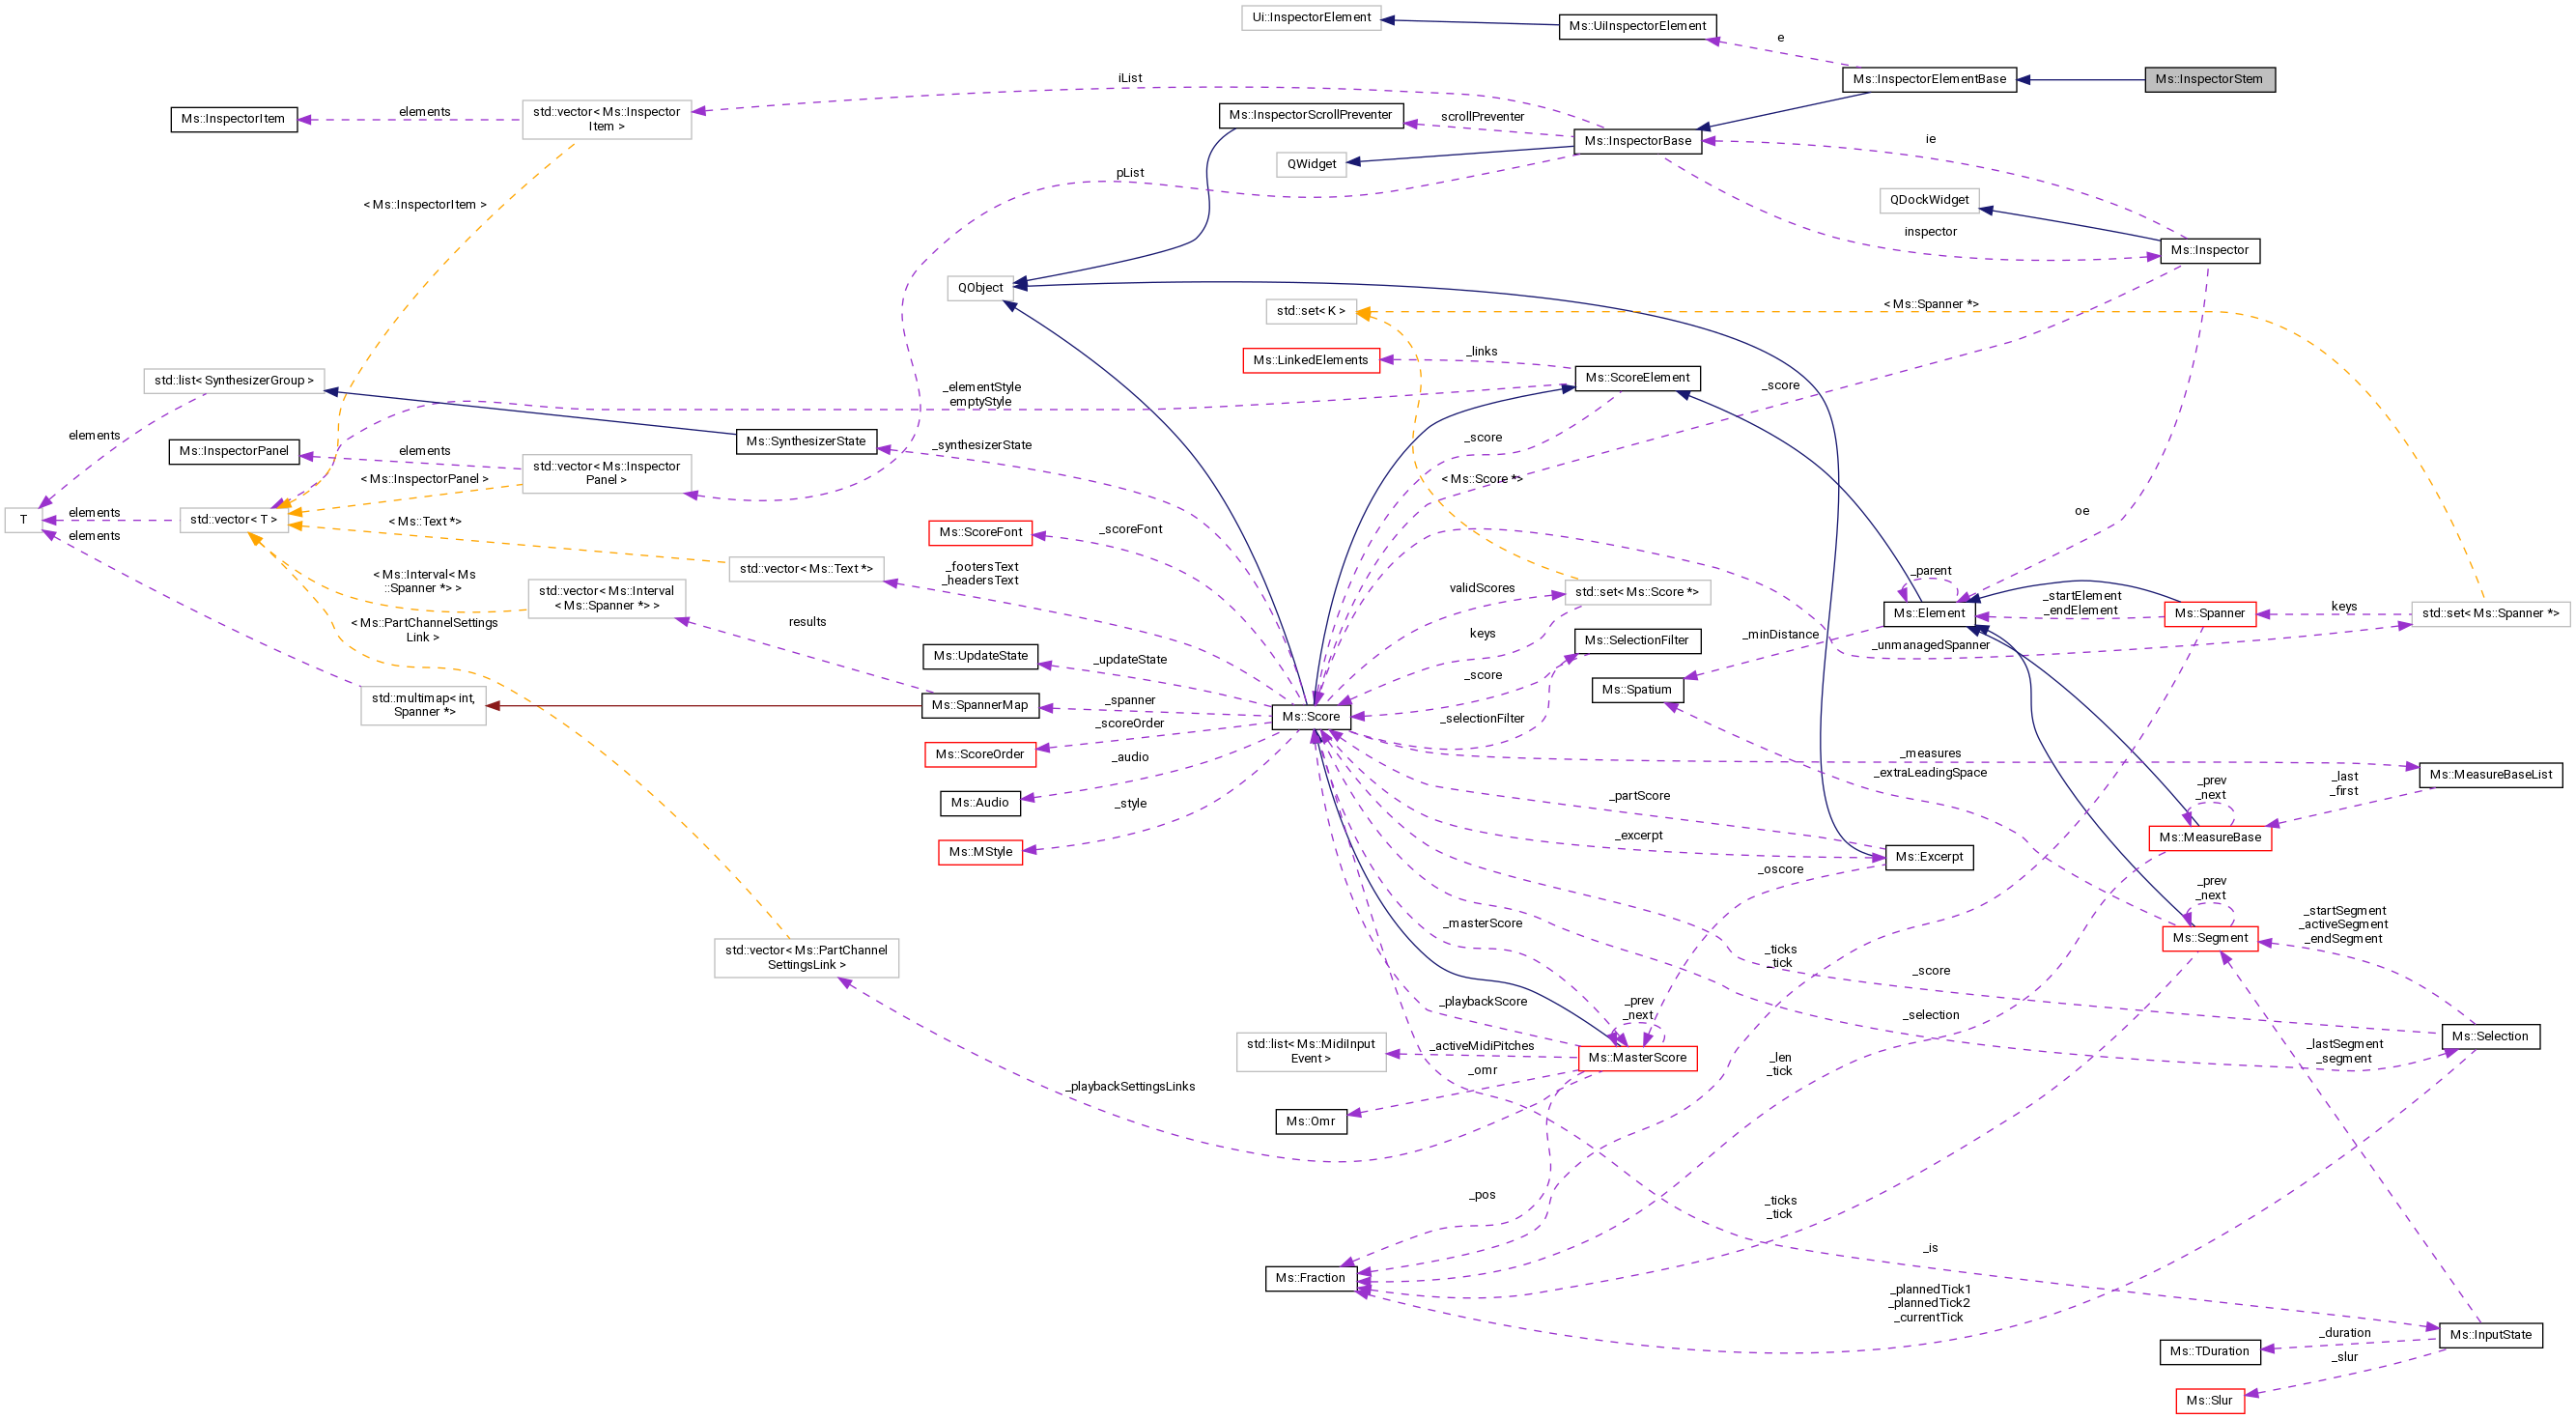 Ui::InspectorElement
Ms::UiInspectorElement
e
iList
Ms::InspectorElementBase
Ms::InspectorStem
Ms::InspectorItem
elements
std::vector< Ms::Inspector
Item >
Ms::InspectorScrollPreventer
scrollPreventer
Ms::InspectorBase
ie
QWidget
pList
< Ms::InspectorItem >
QDockWidget
inspector
Ms::Inspector
QObject
std::set< K >
< Ms::Spanner *>
Ms::LinkedElements
_links
Ms::ScoreElement
_score
std::list< SynthesizerGroup >
_elementStyle
emptyStyle
elements
Ms::InspectorPanel
elements
Ms::SynthesizerState
_synthesizerState
_score
std::vector< Ms::Inspector
Panel >
< Ms::InspectorPanel >
< Ms::Score *>
T
elements
std::vector< T >
< Ms::Text *>
elements
oe
Ms::ScoreFont
_scoreFont
std::vector< Ms::Text *>
_footersText
_headersText
< Ms::Interval< Ms
::Spanner *> >
std::vector< Ms::Interval
< Ms::Spanner *> >
validScores
std::set< Ms::Score *>
_parent
Ms::Element
_startElement
_endElement
Ms::Spanner
keys
std::set< Ms::Spanner *>
< Ms::PartChannelSettings
Link >
results
keys
Ms::SelectionFilter
_minDistance
_unmanagedSpanner
Ms::UpdateState
_updateState
_score
Ms::Spatium
std::multimap< int,
Spanner *>
Ms::SpannerMap
_spanner
Ms::Score
_selectionFilter
Ms::ScoreOrder
_scoreOrder
_audio
_measures
_extraLeadingSpace
Ms::MeasureBaseList
_last
_first
_prev
_next
Ms::Audio
_style
_partScore
Ms::MeasureBase
Ms::MStyle
_excerpt
Ms::Excerpt
_oscore
_prev
_next
Ms::Segment
_startSegment
_activeSegment
_endSegment
_masterScore
std::vector< Ms::PartChannel
SettingsLink >
_ticks
_tick
_score
_playbackScore
_prev
_next
_selection
Ms::Selection
std::list< Ms::MidiInput
Event >
_activeMidiPitches
Ms::MasterScore
_len
_tick
_lastSegment
_segment
_omr
_playbackSettingsLinks
Ms::Omr
_pos
_ticks
_tick
_is
Ms::Fraction
_plannedTick1
_plannedTick2
_currentTick
Ms::InputState
_duration
Ms::TDuration
_slur
Ms::Slur